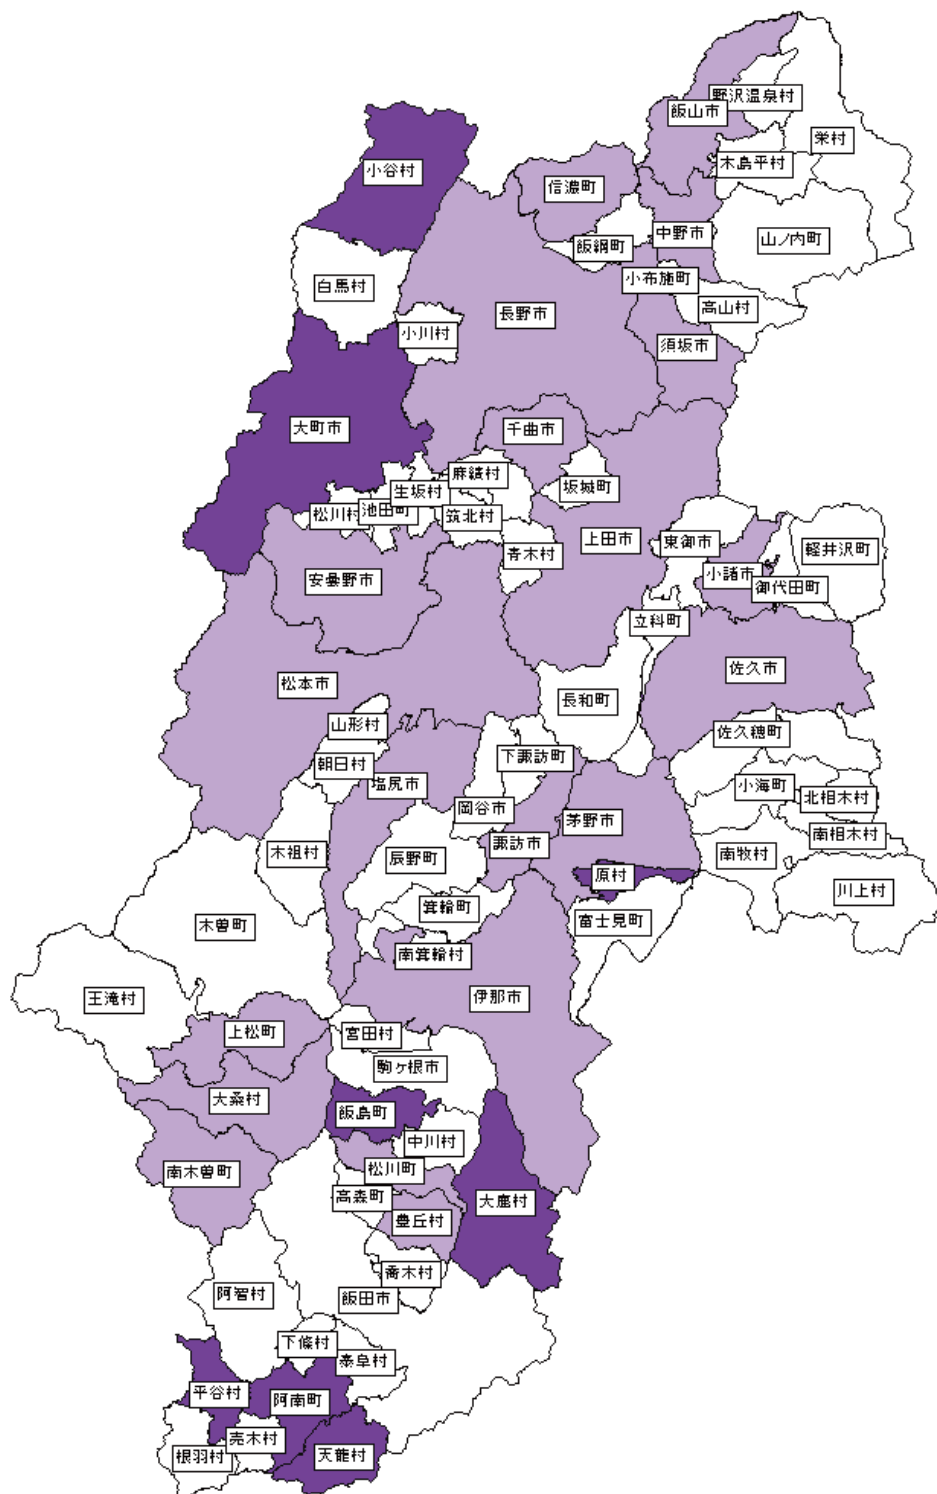 野沢温泉村
飯山市
栄村
木島平村
小谷村
信濃町
中野市
山ノ内町
飯綱町
小布施町
白馬村
高山村
長野市
小川村
須坂市
大町市
千曲市
麻績村
坂城町
生坂村
池田町
松川村
筑北村
上田市
東御市
軽井沢町
青木村
小諸市
御代田町
安曇野市
立科町
佐久市
松本市
長和町
山形村
佐久穂町
下諏訪町
朝日村
塩尻市
小海町
北相木村
岡谷市
茅野市
南相木村
諏訪市
木祖村
辰野町
南牧村
原村
川上村
箕輪町
富士見町
木曽町
南箕輪村
伊那市
王滝村
上松町
宮田村
駒ヶ根市
大桑村
飯島町
中川村
松川町
南木曽町
高森町
大鹿村
豊丘村
喬木村
阿智村
飯田市
下條村
泰阜村
平谷村
阿南町
売木村
根羽村
天龍村